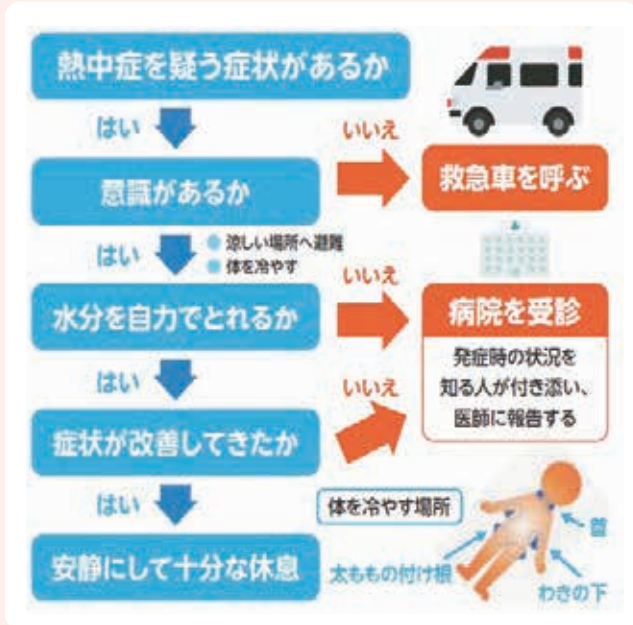 熱中症を疑う症状があるか
はい
いいえ
意識があるか
救急車を呼ぶ
はい
涼しい場所へ避難
体を冷やす
いいえ
水分を自力でとれるか
病院を受診
発症時の状況を
知る人が付き添い、
医師に報告する
はい
いいえ
症状が改善してきたか
はい
体を冷やす場所
首
安静にして十分な休息
太ももの付け根
わきの下